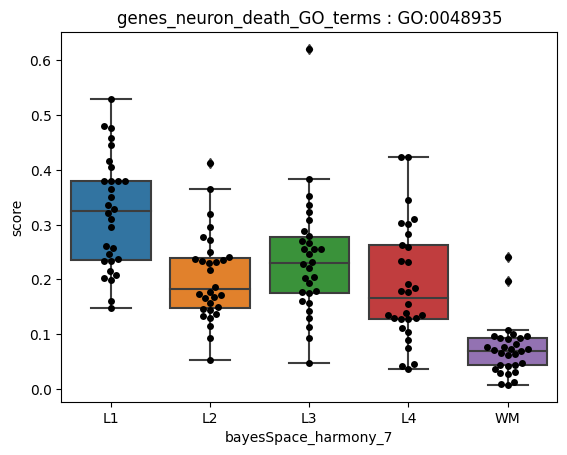 genes_neuron_death_GO_terms : GO:0048935
0.6
0.5
0.4
0.3
0.2
0.1
0.0
score
L1 L2 L3 L4 WM
bayesSpace_harmony_7